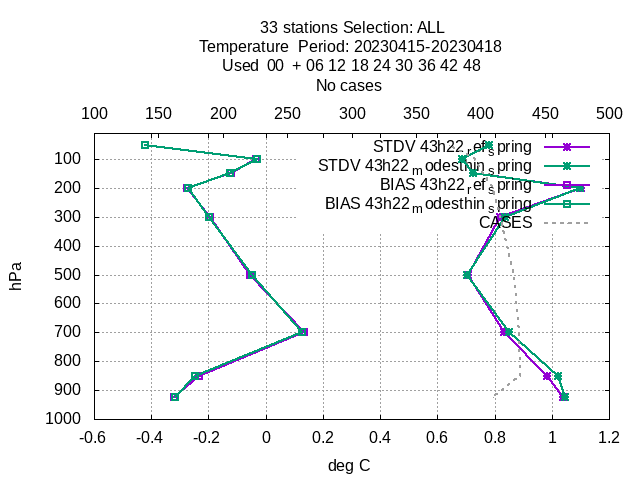 33 stations Selection: ALL
Temperature  Period: 20230415-20230418
Used  00  + 06 12 18 24 30 36 42 48
No cases
100 150 200 250 300 350 400 450 500
STDV 43h22_ref_spring
STDV 43h22_modesthin_spring
BIAS 43h22_ref_spring
BIAS 43h22_modesthin_spring
CASES
100
200
300
400
500
600
700
800
900
1000
hPa
-0.6 -0.4 -0.2 0 0.2 0.4 0.6 0.8 1 1.2
deg C